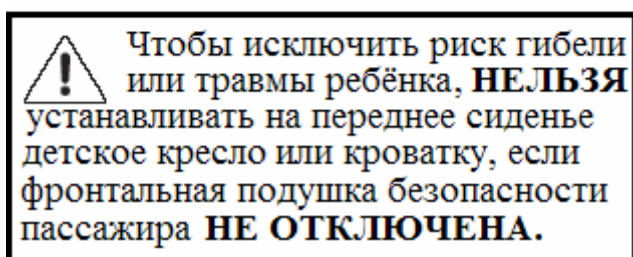 Чтобы исключить риск гибели
или травмы ребёнка, НЕЛЬЗЯ
устанавливать на переднее сиденье
детское кресло или кроватку, если
фронтальная подушка безопасности
пассажира НЕ ОТКЛЮЧЕНА.